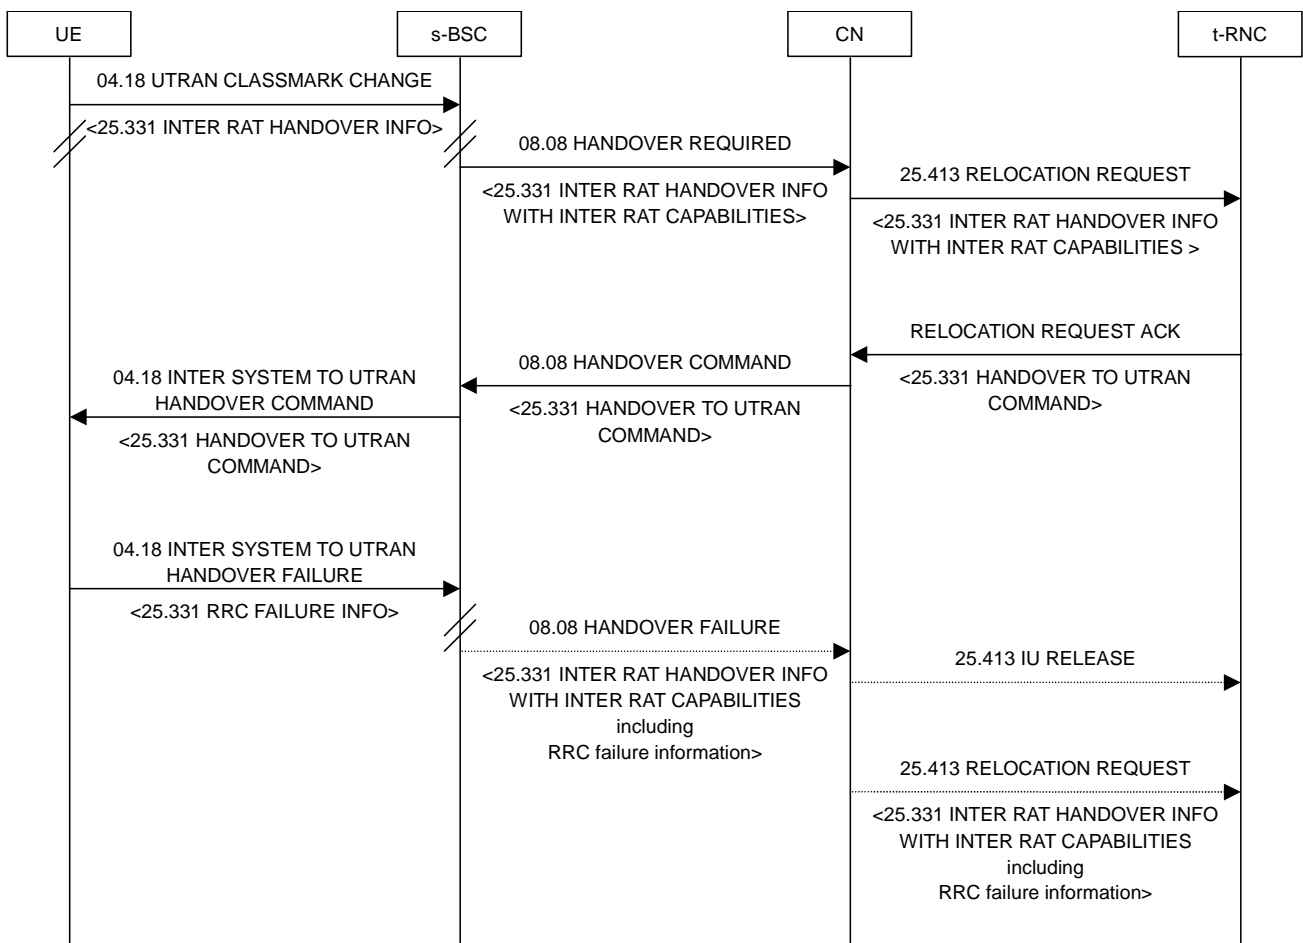 UE
s-BSC
CN
t-RNC
04.18 UTRAN CLASSMARK CHANGE
<25.331 INTER RAT HANDOVER INFO>
08.08 HANDOVER REQUIRED
<25.331 INTER RAT HANDOVER INFO
WITH INTER RAT CAPABILITIES>
25.413 RELOCATION REQUEST
<25.331 INTER RAT HANDOVER INFO
WITH INTER RAT CAPABILITIES >
RELOCATION REQUEST ACK
<25.331 HANDOVER TO UTRAN
COMMAND>
08.08 HANDOVER COMMAND
<25.331 HANDOVER TO UTRAN
COMMAND>
04.18 INTER SYSTEM TO UTRAN
HANDOVER COMMAND
<25.331 HANDOVER TO UTRAN
COMMAND>
04.18 INTER SYSTEM TO UTRAN
HANDOVER FAILURE
<25.331 RRC FAILURE INFO>
08.08 HANDOVER FAILURE
<25.331 INTER RAT HANDOVER INFO
WITH INTER RAT CAPABILITIES
including
RRC failure information>
25.413 IU RELEASE
25.413 RELOCATION REQUEST
<25.331 INTER RAT HANDOVER INFO
WITH INTER RAT CAPABILITIES
including
RRC failure information>